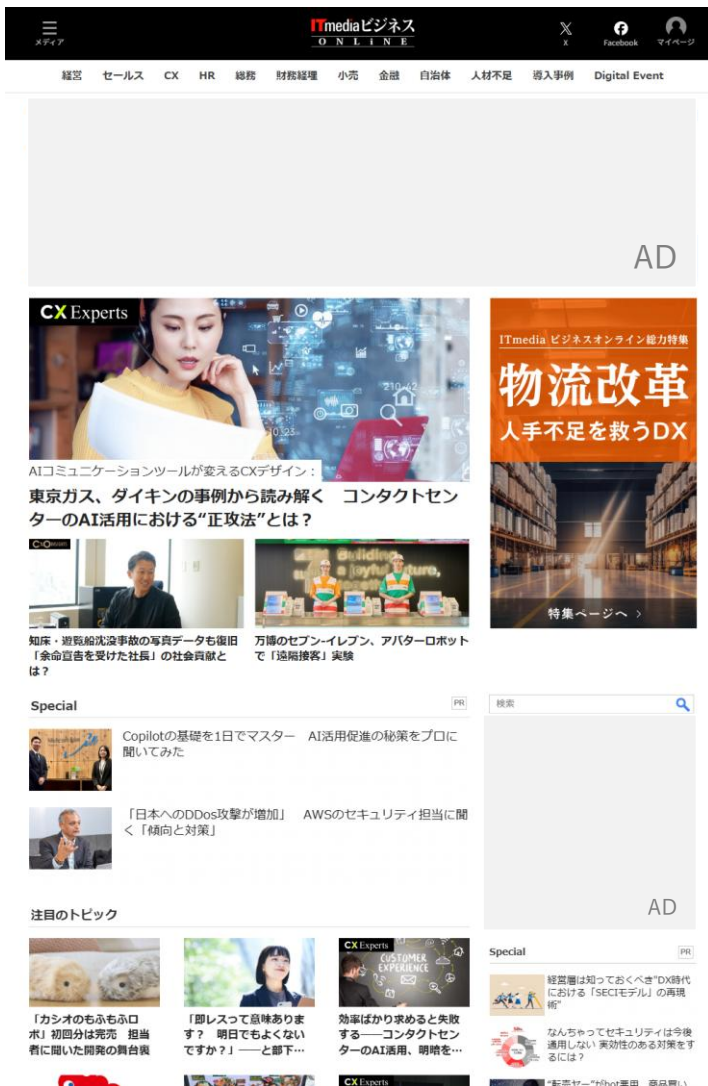 メディア
ITmediaビジネス
ONLiNE
X
Facebook
マイページ
経営 セールス CX HR 総務 財務経理 小売 金融 自治体 人材不足 導入事例 Digital Event
AD
CX Experts
AIコミュニケーションツールが変えるCXデザイン：
東京ガス、ダイキンの事例から読み解く　コンタクトセン
ターのAI活用における“正攻法”とは？
ITmedia ビジネスオンライン総力特集
物流改革
人手不足を救うDX
特集ページへ
知床・遊覧船沈没事故の写真データも復旧
「余命宣告を受けた社長」の社会貢献と
は？
万博のセブン-イレブン、アバターロボット
で「遠隔接客」実験
Special
PR
Copilotの基礎を1日でマスター　AI活用促進の秘策をプロに
聞いてみた
「日本へのDDos攻撃が増加」　AWSのセキュリティ担当に聞
く「傾向と対策」
検索
AD
注目のトピック
「カシオのもふもふロ
ボ」初回分は完売　担当
者に聞いた開発の舞台裏
「即レスって意味ありま
す？　明日でもよくない
ですか？」――と部下…
CX Experts
CUSTOMER
EXPERIENCE
効率ばかり求めると失敗
する――コンタクトセン
ターのAI活用、明暗を…
CX Experts
Special
PR
経営層は知っておくべき“DX時代
における「SECIモデル」の再現
術”
なんちゃってセキュリティは今後
通用しない 実効性のある対策をす
るには？